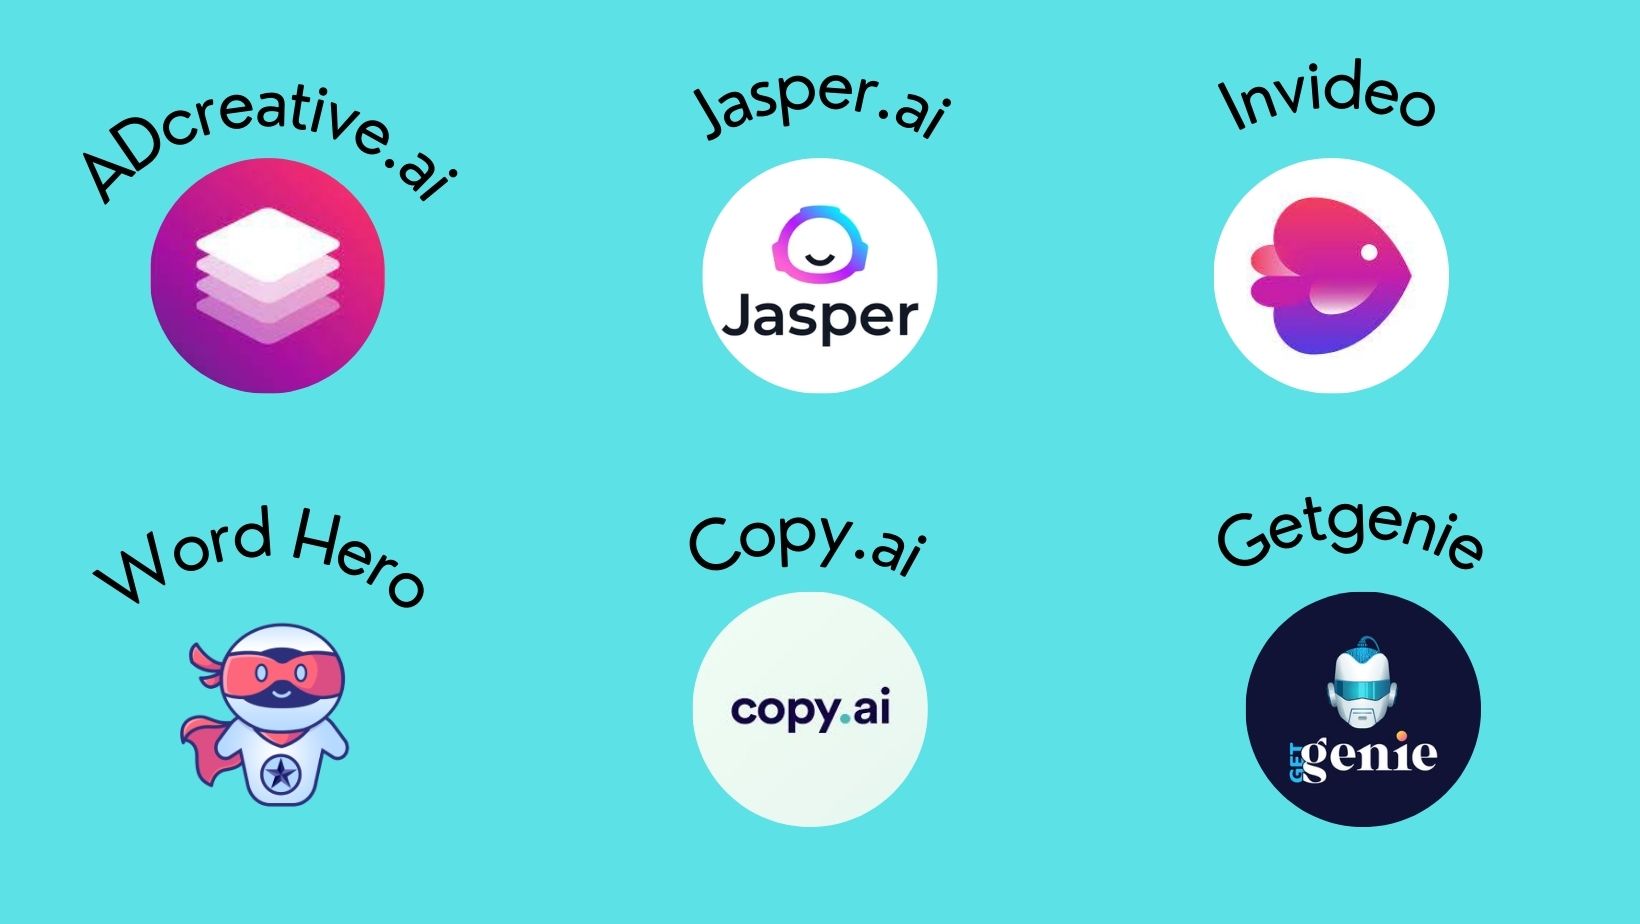 ADcreative.ai
Jasper.ai
Invideo
Jasper
Word Hero
Copy.ai
Getgenie
copy.ai
GET genie